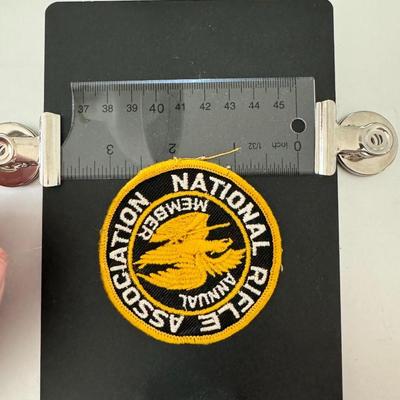 37 38 39 40 41 42 43 44 45
3 2 1 0 inch 1/32
NATIONAL RIFLE ASSOCIATION
MEMBER
ANNUAL